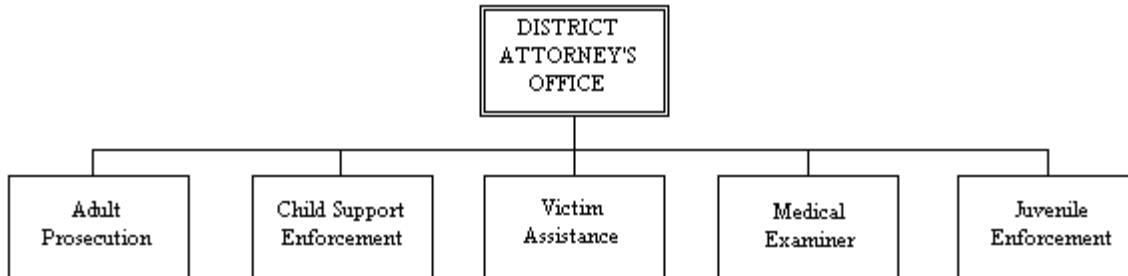 DISTRICT
ATTORNEY'S
OFFICE
Adult
Prosecution
Child Support
Enforcement
Victim
Assistance
Medical
Examiner
Juvenile
Enforcement